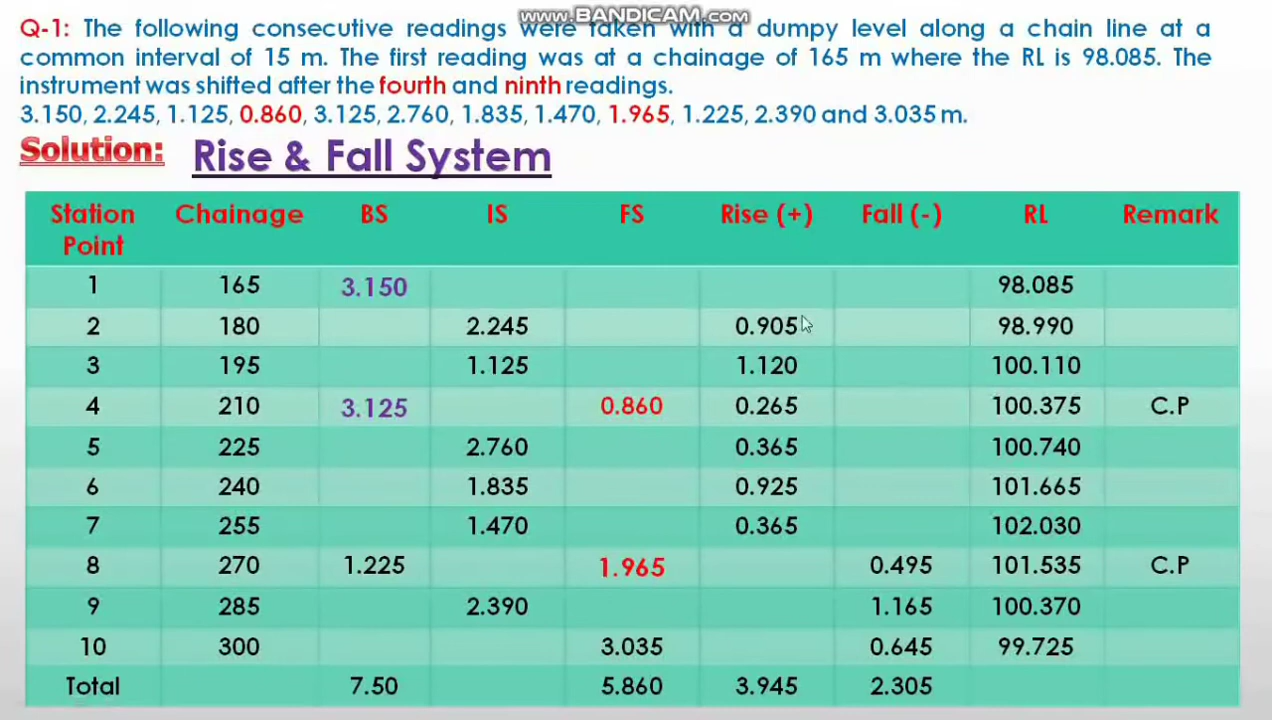 www.BANDICAM.com
Q-1: The following consecutive readings were taken with a dumpy level along a chain line at a
common interval of 15 m. The first reading was at a chainage of 165 m where the RL is 98.085. The
instrument was shifted after the fourth and ninth readings.
3.150, 2.245, 1.125, 0.860, 3.125, 2.760, 1.835, 1.470, 1.965, 1.225, 2.390 and 3.035 m.
Solution: Rise & Fall System
Station Point Chainage BS IS FS Rise (+) Fall (-) RL Remark
1 165 3.150 98.085
2 180 2.245 0.905 98.990
3 195 1.125 1.120 100.110
4 210 3.125 0.860 0.265 100.375 C.P
5 225 2.760 0.365 100.740
6 240 1.835 0.925 101.665
7 255 1.470 0.365 102.030
8 270 1.225 1.965 0.495 101.535 C.P
9 285 2.390 1.165 100.370
10 300 3.035 0.645 99.725
Total 7.50 5.860 3.945 2.305